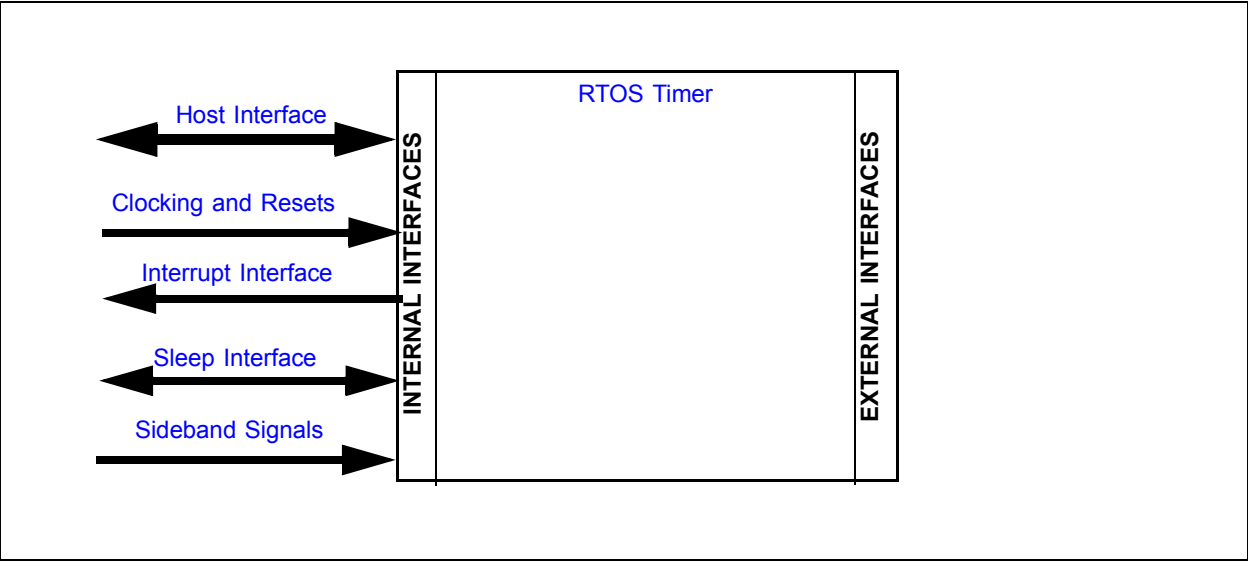 RTOS Timer
Host Interface
Clocking and Resets
Interrupt Interface
Sleep Interface
Sideband Signals
INTERNAL INTERFACES
EXTERNAL INTERFACES